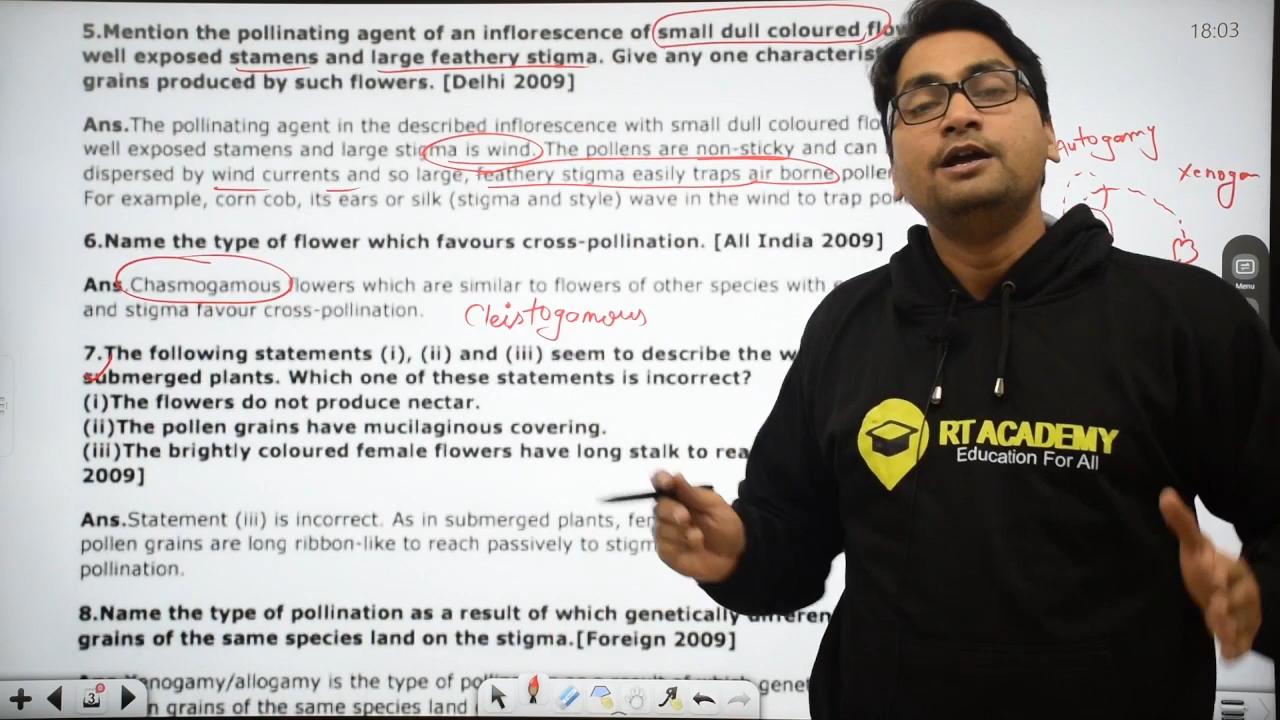 5.Mention the pollinating agent of an inflorescence of small dull coloured
well exposed stamens and large feathery stigma. Give any one
grains produced by such flowers. [Delhi 2009]
Ans.The pollinating agent in the described inflorescence with small dull coloured
well exposed stamens and large stigma is wind. The pollens are non-sticky and can
dispersed by wind currents and so large, feathery stigma easily traps air borne
For example, corn cob, its ears or silk (stigma and style) wave in the wind to trap
6.Name the type of flower which favours cross-pollination. [All India 2009]
Ans.Chasmogamous flowers which are similar to flowers of other species with
and stigma favour cross-pollination.
Cleistogamous
7.The following statements (i), (ii) and (iii) seem to describe the
submerged plants. Which one of these statements is incorrect?
(i)The flowers do not produce nectar.
(ii)The pollen grains have mucilaginous covering.
(iii)The brightly coloured female flowers have long stalk to
2009]
Ans.Statement (iii) is incorrect. As in submerged plants,
pollen grains are long ribbon-like to reach passively to
pollination.
8.Name the type of pollination as a result of which genetically
grains of the same species land on the stigma.[Foreign 2009]
Xenogamy/allogamy is the type of
grains of the same species land
18:03
Autogamy
Xenogam
Menu
RT ACADEMY
Education For All
3